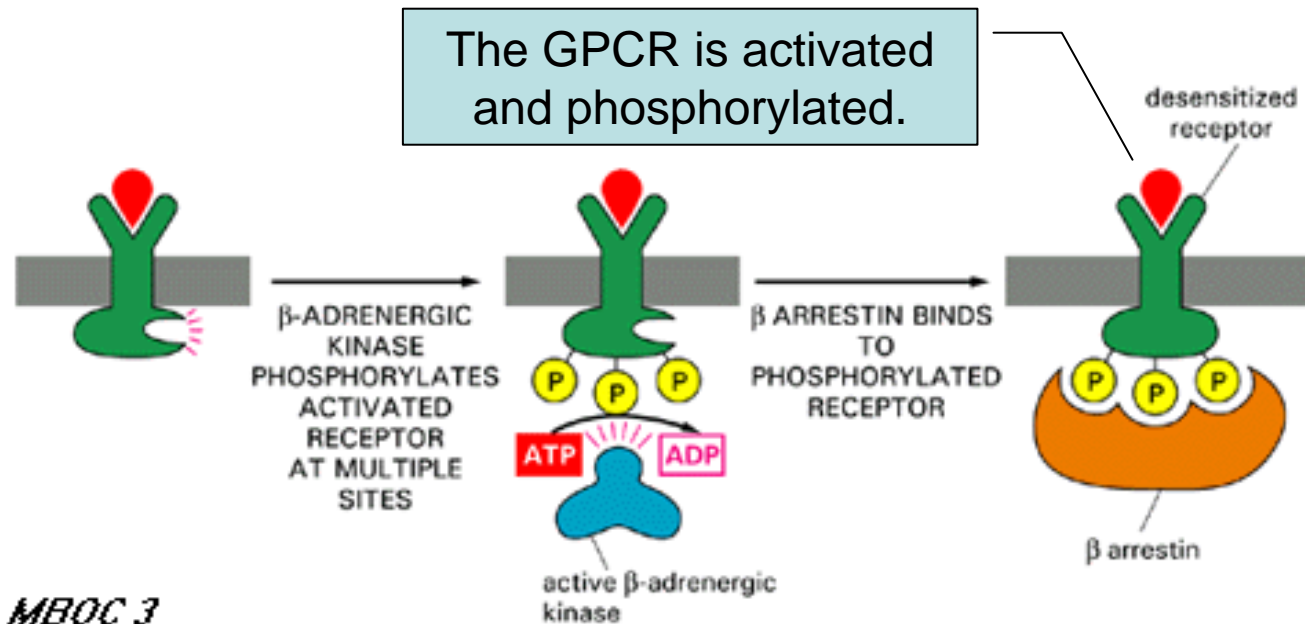 The GPCR is activated
and phosphorylated.
desensitized
receptor
β-ADRENERGIC
KINASE
PHOSPHORYLATES
ACTIVATED
RECEPTOR
AT MULTIPLE
SITES
P
P
P
ATP
ADP
active β-adrenergic
kinase
β ARRESTIN BINDS
TO
PHOSPHORYLATED
RECEPTOR
P
P
P
β arrestin
MBOC 3